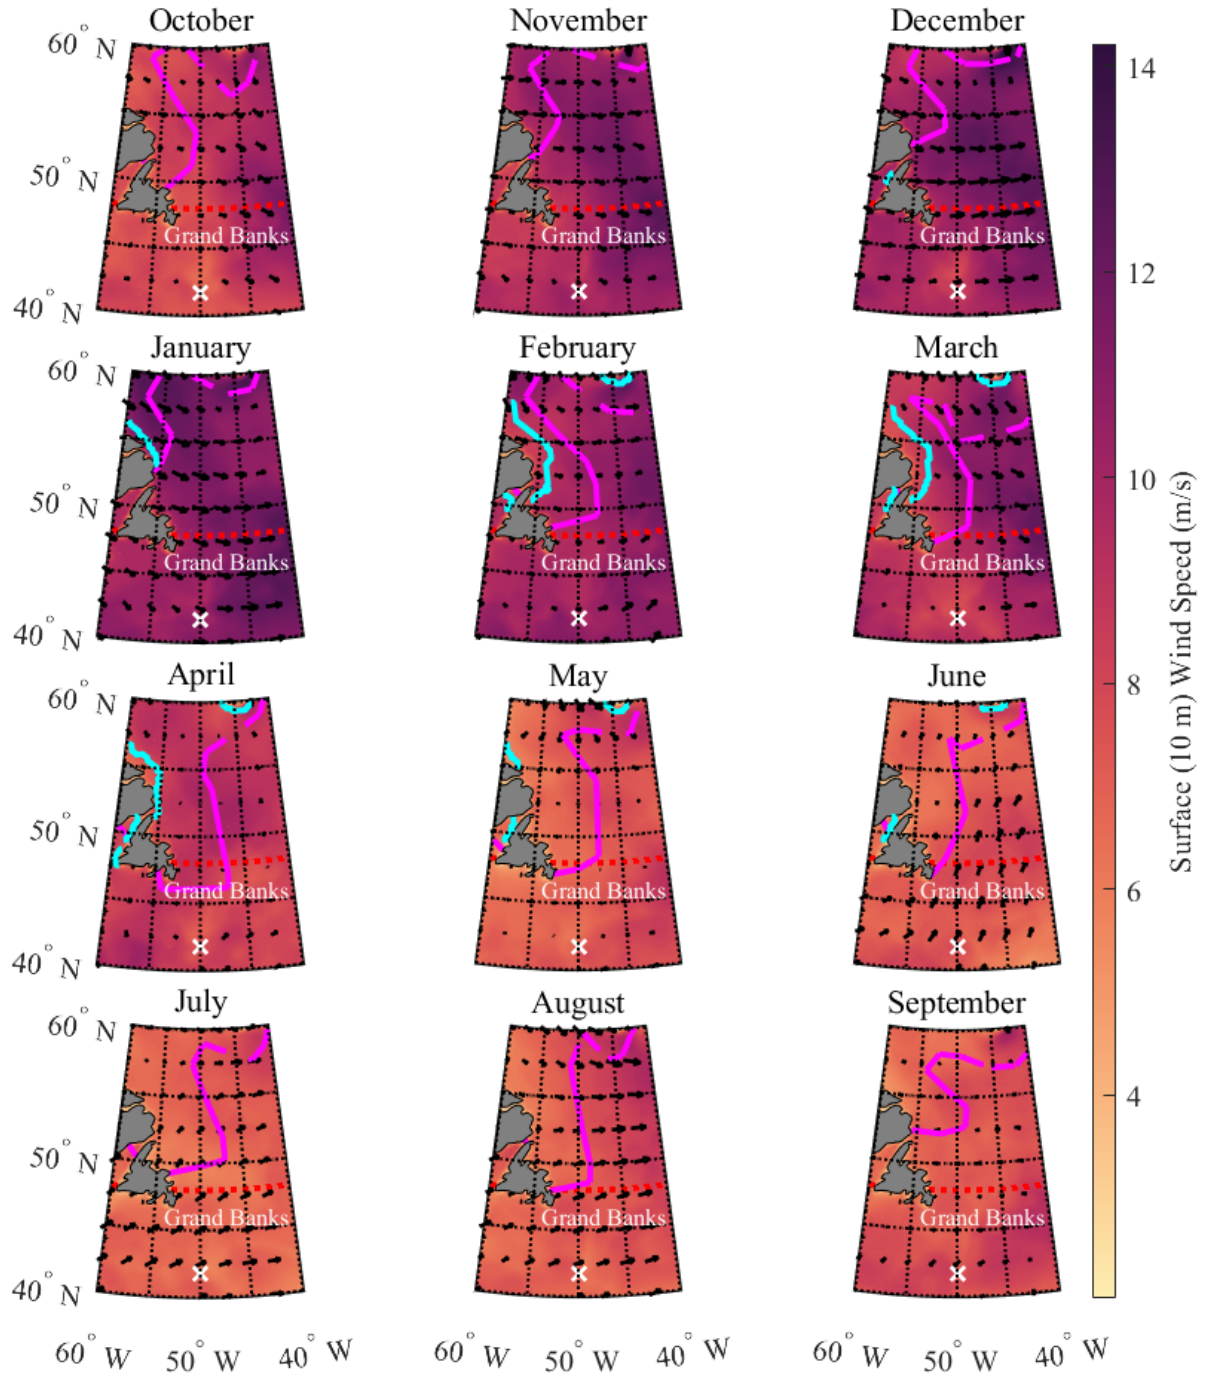 October November December
60° N
50° N
40° N
Grand Banks Grand Banks Grand Banks
January February March
60° N
50° N
40° N
Grand Banks Grand Banks Grand Banks
April May June
60° N
50° N
40° N
Grand Banks Grand Banks Grand Banks
July August September
60° N
50° N
40° N
Grand Banks Grand Banks Grand Banks
60° W 50° W 40° W 60° W 50° W 40° W
14
12
10
8
6
4
Surface (10 m) Wind Speed (m/s)